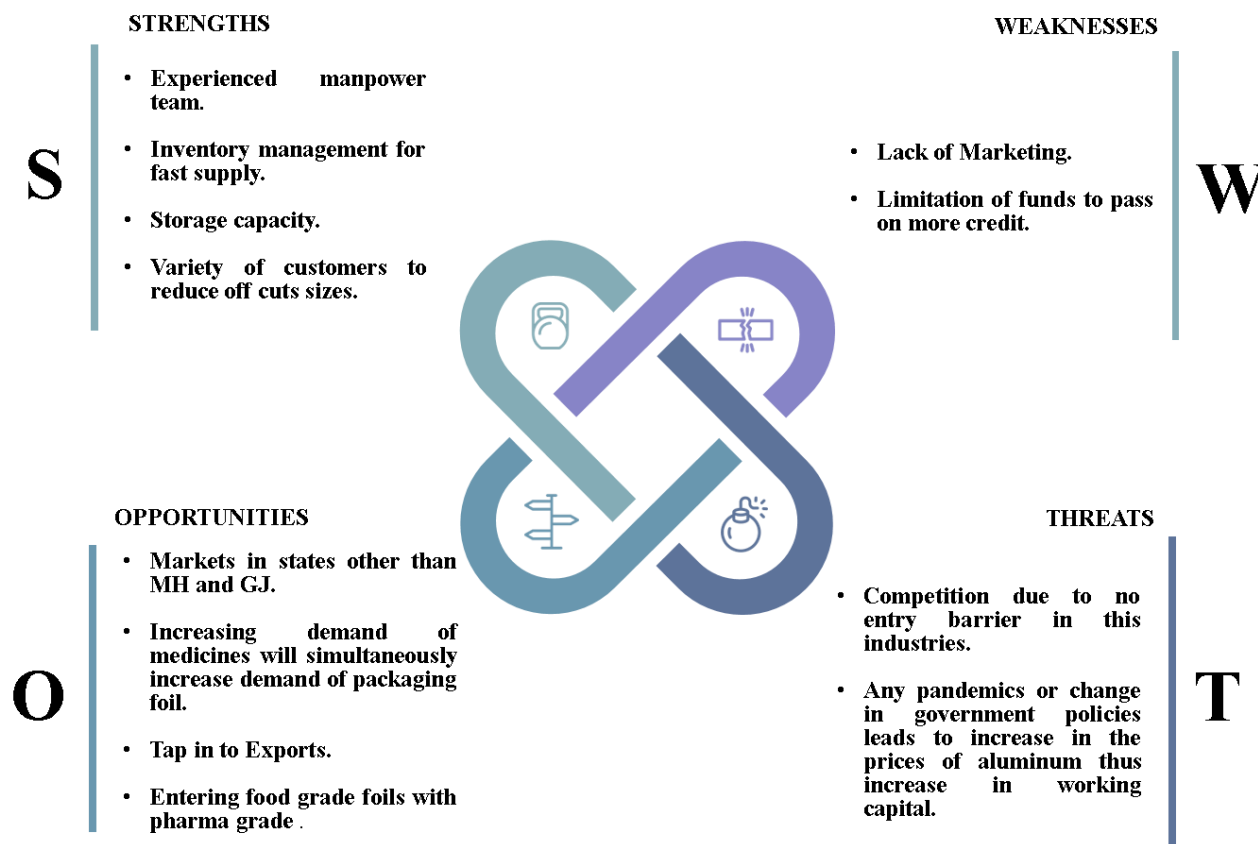 STRENGTHS
S
• Experienced manpower
team.
• Inventory management for
fast supply.
• Storage capacity.
• Variety of customers to
reduce off cuts sizes.
WEAKNESSES
W
• Lack of Marketing.
• Limitation of funds to pass
on more credit.
OPPORTUNITIES
O
• Markets in states other than
MH and GJ.
• Increasing demand of
medicines will simultaneously
increase demand of packaging
foil.
• Tap in to Exports.
• Entering food grade foils with
pharma grade .
THREATS
T
• Competition due to no
entry barrier in this
industries.
• Any pandemics or change
in government policies
leads to increase in the
prices of aluminum thus
increase in working
capital.